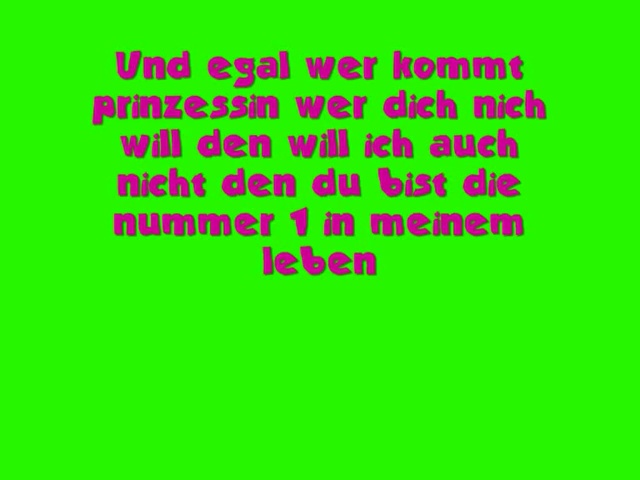 Und egal wer kommt
prinzessin wer dich nich
will den will ich auch
nicht den du bist die
nummer 1 in meinem
leben